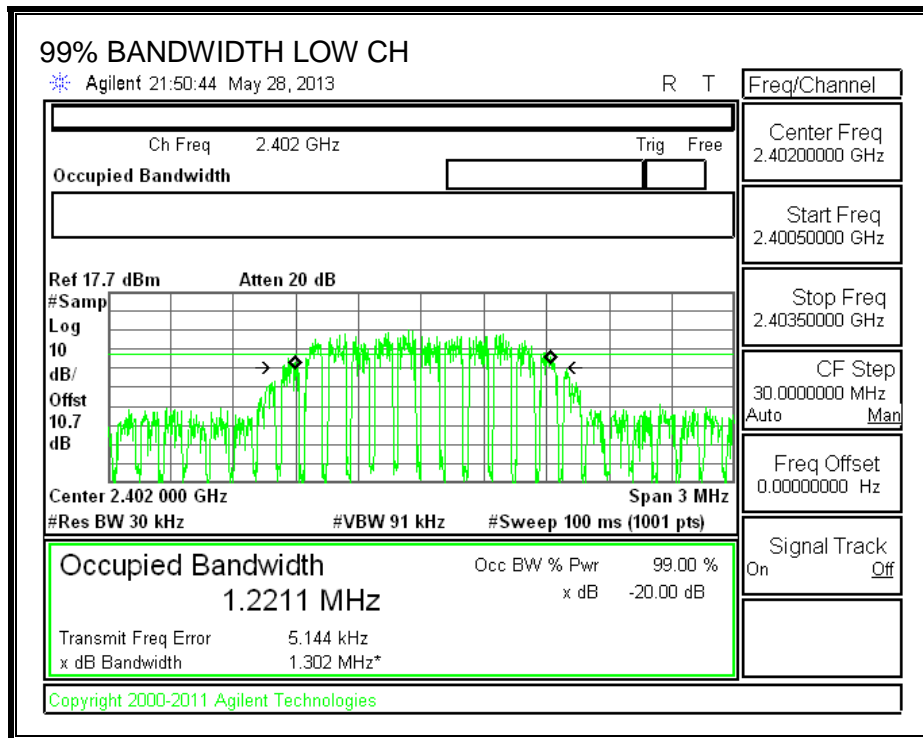 99% BANDWIDTH LOW CH
Agilent 21:50:44 May 28, 2013 R T
Freq/Channel
Ch Freq 2.402 GHz Trig Free
Occupied Bandwidth
Center Freq
2.40200000 GHz
Start Freq
2.40050000 GHz
Stop Freq
2.40350000 GHz
CF Step
30.0000000 MHz
Auto Man
Freq Offset
0.00000000 Hz
Signal Track
On Off
Ref 17.7 dBm Atten 20 dB
#Samp
Log
10
dB/
Offst
10.7
dB
Center 2.402 000 GHz Span 3 MHz
#Res BW 30 kHz #VBW 91 kHz #Sweep 100 ms (1001 pts)
Occupied Bandwidth
1.2211 MHz
Occ BW % Pwr 99.00 %
x dB -20.00 dB
Transmit Freq Error 5.144 kHz
x dB Bandwidth 1.302 MHz*
Copyright 2000-2011 Agilent Technologies